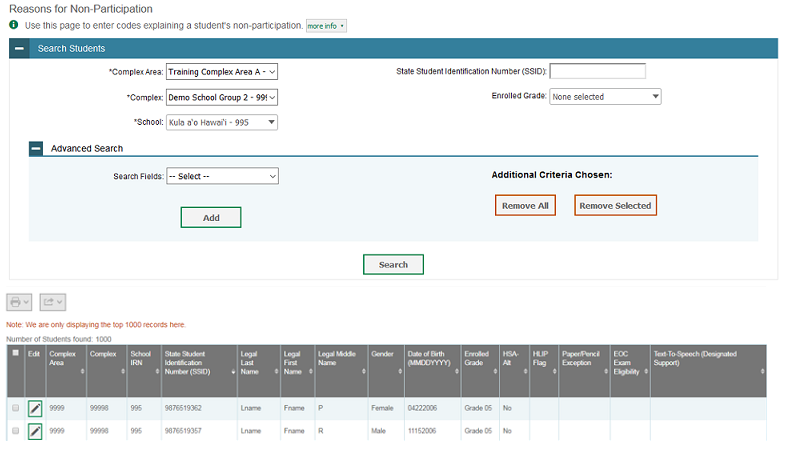 Reasons for Non-Participation
Use this page to enter codes explaining a student's non-participation. more info
Search Students
*Complex Area: Training Complex Area A - State Student Identification Number (SSID):
*Complex: Demo School Group 2 - 99 Enrolled Grade: None selected
*School: Kula a'o Hawai'i - 995
Advanced Search
Search Fields: -- Select -- Additional Criteria Chosen:
Add Remove All Remove Selected
Search
Note: We are only displaying the top 1000 records here.
Number of Students found: 1000
Edit Complex Area Complex School IRN State Student Identification Number (SSID) Legal Last Name Legal First Name Legal Middle Name Gender Date of Birth (MMDDYYYY) Enrolled Grade HSA-Alt HLIP Flag Paper/Pencil Exception EOC Exam Eligibility Text-To-Speech (Designated Support)
9999 99998 995 9876519362 Lname Fname P Female 04222006 Grade 05 No
9999 99998 995 9876519357 Lname Fname R Male 11152006 Grade 05 No